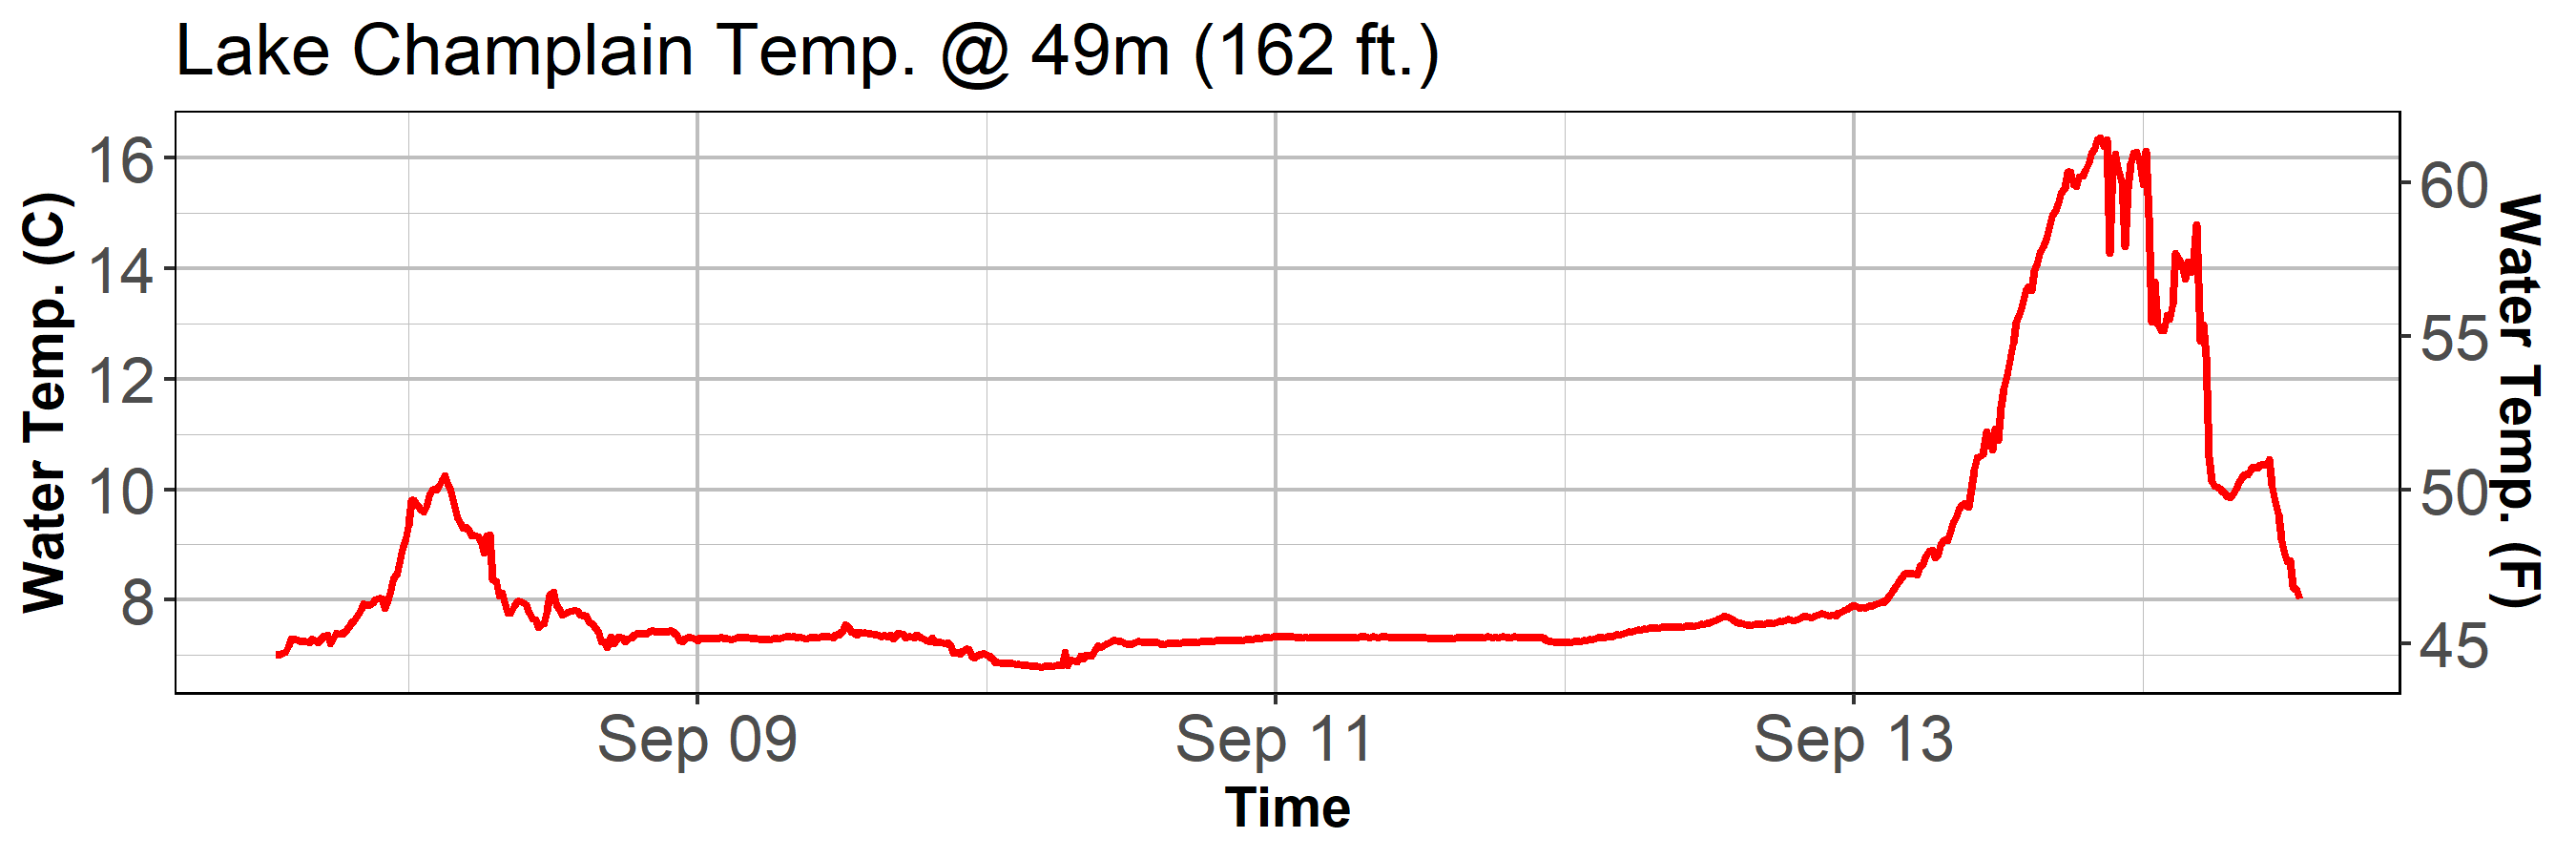 Lake Champlain Temp. @ 49m (162 ft.)
Water Temp. (C)
16
14
12
10
8
60
55
50
45
Water Temp. (F)
Sep 09
Sep 11
Sep 13
Time